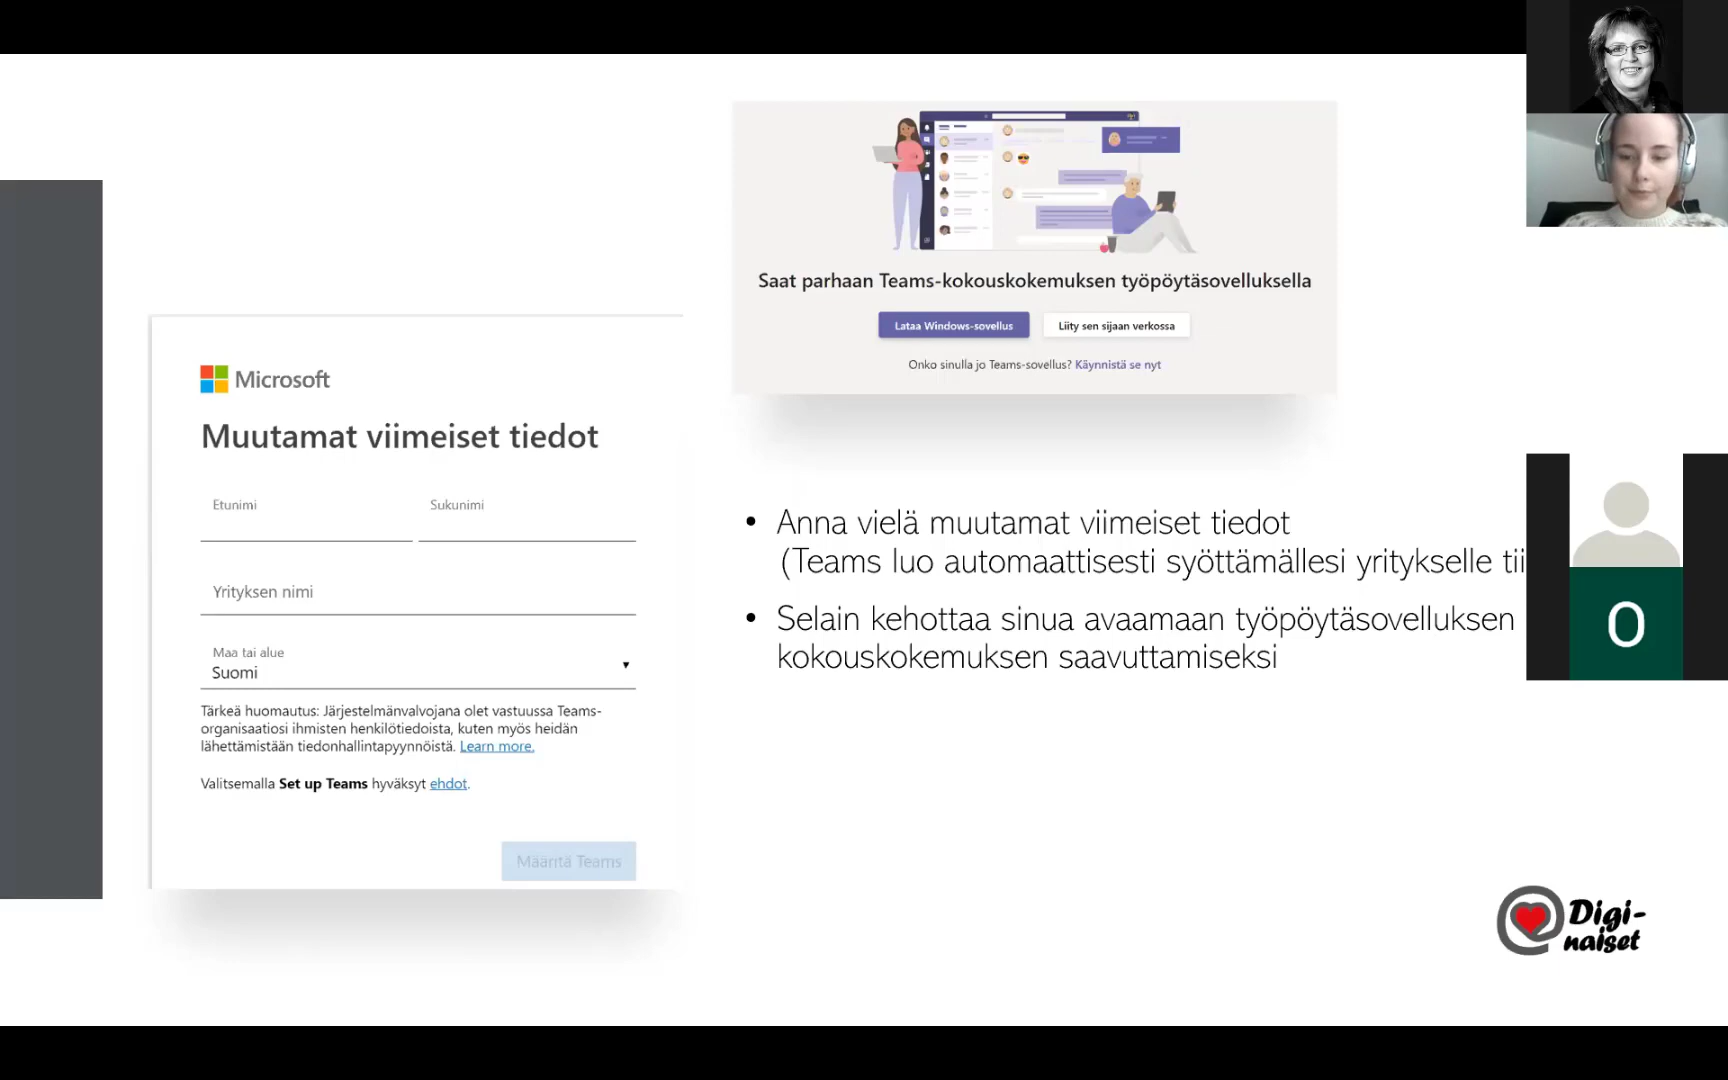 Saat parhaan Teams-kokouskokemuksen työpöytäsovelluksella
Lataa Windows-sovellus
Liity sen sijaan verkossa
Onko sinulla jo Teams-sovellus? Käynnistä se nyt
Microsoft
Muutamat viimeiset tiedot
Etunimi
Sukunimi
Yrityksen nimi
Maa tai alue
Suomi
Tärkeä huomautus: Järjestelmänvalvojana olet vastuussa Teams-
organisaatiosi ihmisten henkilötiedoista, kuten myös heidän
lähettämistään tiedonhallintapyynnöistä. Learn more.
Valitsemalla Set up Teams hyväksyt ehdot.
Määritä Teams
• Anna vielä muutamat viimeiset tiedot
(Teams luo automaattisesti syöttämällesi yritykselle tii
• Selain kehottaa sinua avaamaan työpöytäsovelluksen
kokouskokemuksen saavuttamiseksi
O
Digi-
naiset